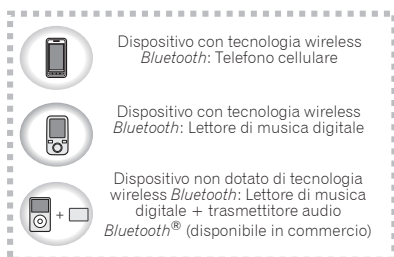 Dispositivo con tecnologia wireless
Bluetooth: Telefono cellulare
Dispositivo con tecnologia wireless
Bluetooth: Lettore di musica digitale
Dispositivo non dotato di tecnologia
wireless Bluetooth: Lettore di musica
digitale + trasmettitore audio
Bluetooth® (disponibile in commercio)
+